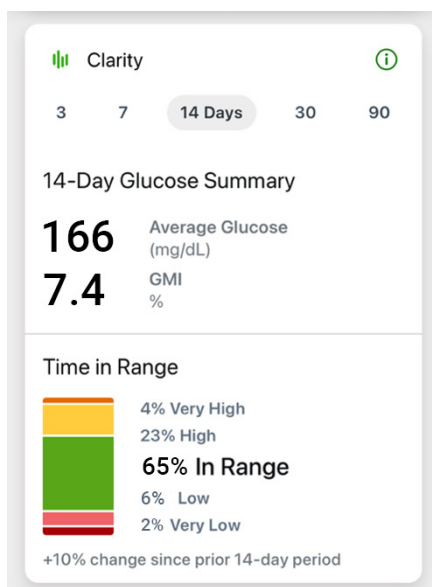 Clarity
3 7 14 Days 30 90
14-Day Glucose Summary
166 Average Glucose
(mg/dL)
7.4 GMI
%
Time in Range
4% Very High
23% High
65% In Range
6% Low
2% Very Low
+10% change since prior 14-day period